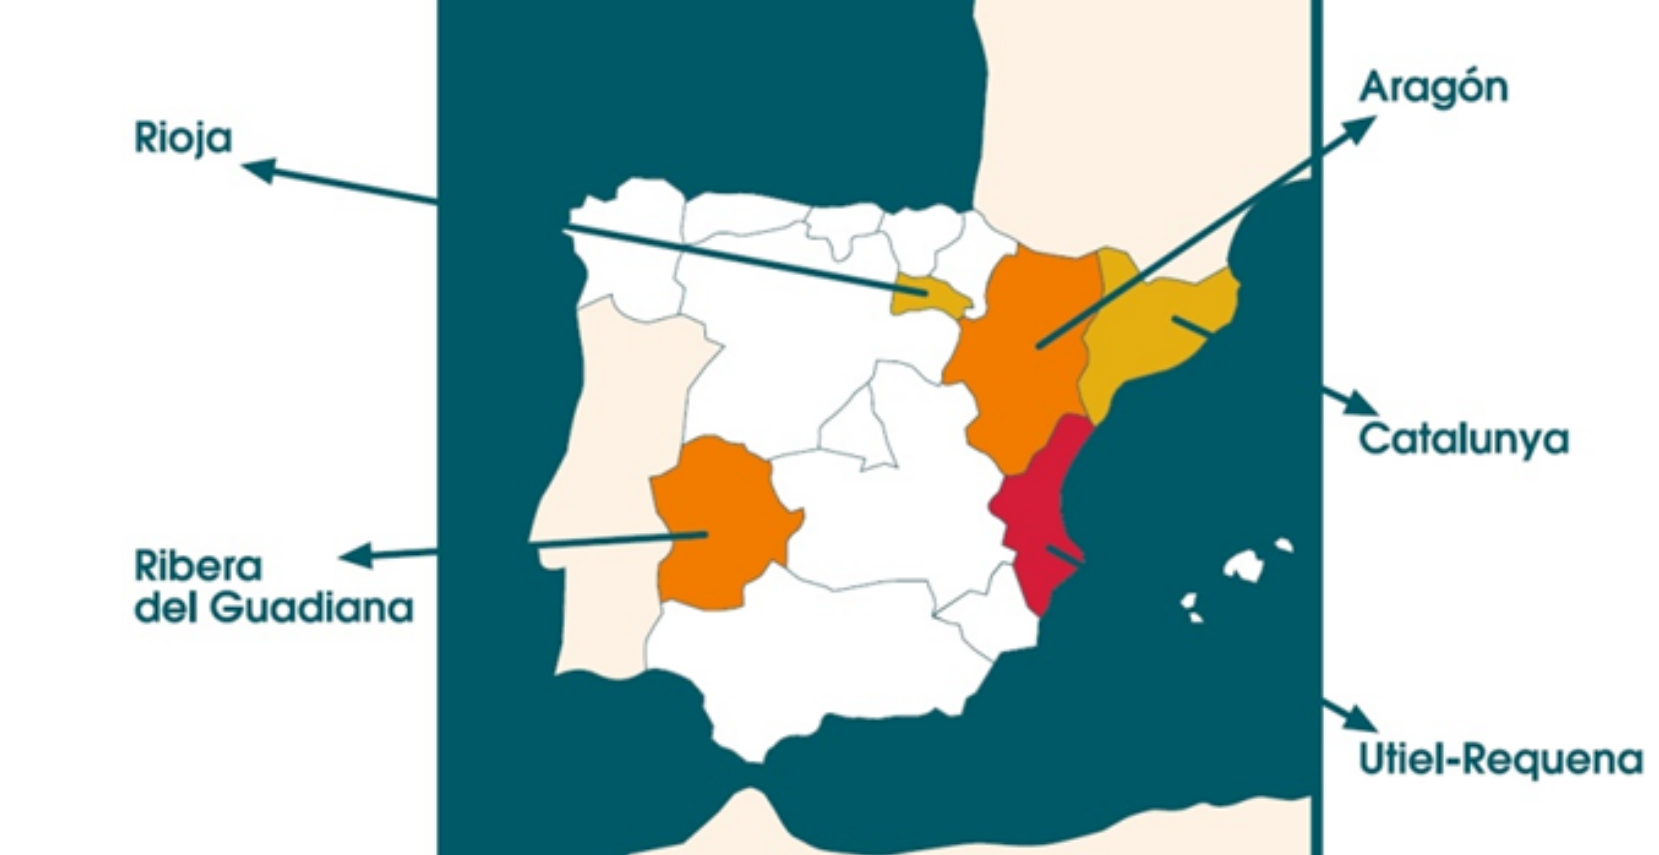 Rioja
Aragón
Catalunya
Ribera
del Guadiana
Utiel-Requena